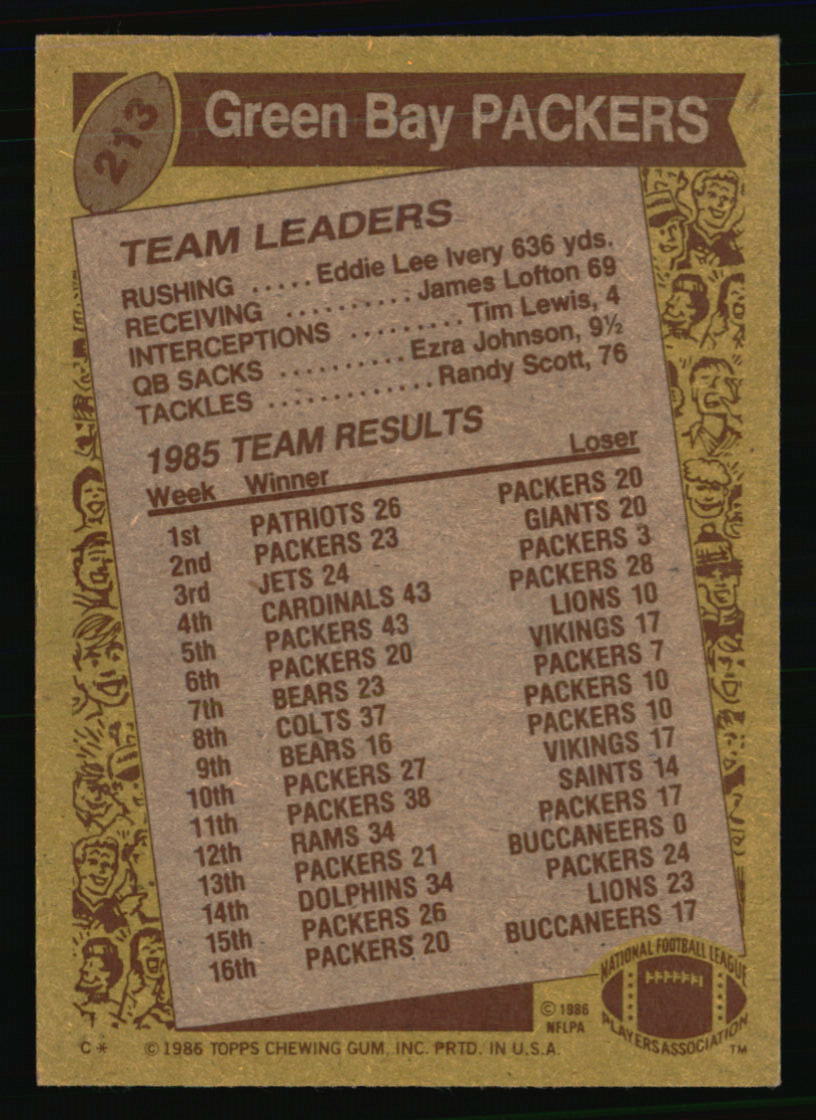 213
Green Bay PACKERS
TEAM LEADERS
RUSHING ..... Eddie Lee Ivery 636 yds.
RECEIVING .......... James Lofton 69
INTERCEPTIONS ......... Tim Lewis, 4
QB SACKS .......... Ezra Johnson, 9½
TACKLES ............. Randy Scott, 76
1985 TEAM RESULTS
Week Winner Loser
1st PATRIOTS 26 PACKERS 20
2nd PACKERS 23 GIANTS 20
3rd JETS 24 PACKERS 3
4th CARDINALS 43 PACKERS 28
5th PACKERS 43 LIONS 10
6th PACKERS 20 VIKINGS 17
7th BEARS 23 PACKERS 7
8th COLTS 37 PACKERS 10
9th BEARS 16 PACKERS 10
10th PACKERS 27 VIKINGS 17
11th PACKERS 38 SAINTS 14
12th RAMS 34 PACKERS 17
13th PACKERS 21 BUCCANEERS 0
14th DOLPHINS 34 PACKERS 24
15th PACKERS 26 LIONS 23
16th PACKERS 20 BUCCANEERS 17
NATIONAL FOOTBALL LEAGUE
PLAYERS ASSOCIATION TM
© 1986
NFLPA
C* © 1986 TOPPS CHEWING GUM, INC. PRTD. IN U.S.A.